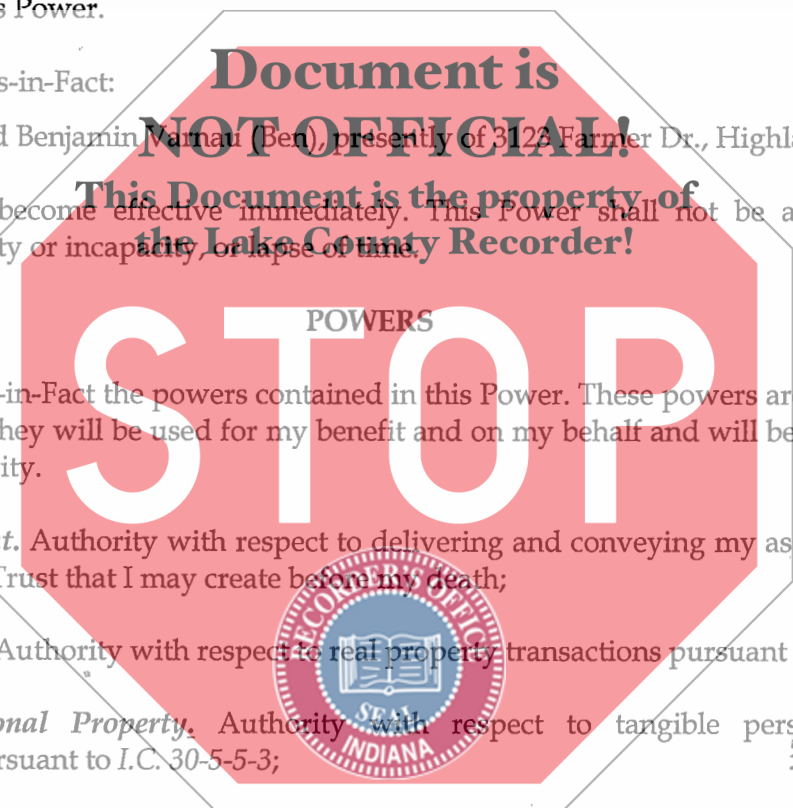 s Power.
Document is
s-in-Fact:
NOT OFFICIAL!
d Benjamin Varnau (Ben), presently of 3123 Farmer Dr., Highla
This Document is the property of
become effective immediately. This Power shall not be a
the Lake County Recorder!
ty or incapacity, or lapse of time.
POWERS
STOP
-in-Fact the powers contained in this Power. These powers ar
hey will be used for my benefit and on my behalf and will be
ity.
t. Authority with respect to delivering and conveying my as
Trust that I may create before my death;
RECORDER'S OFFICE
Authority with respect to real property transactions pursuant
SEAL
onal Property. Authority with respect to tangible pers
INDIANA
rsuant to I.C. 30-5-5-3;